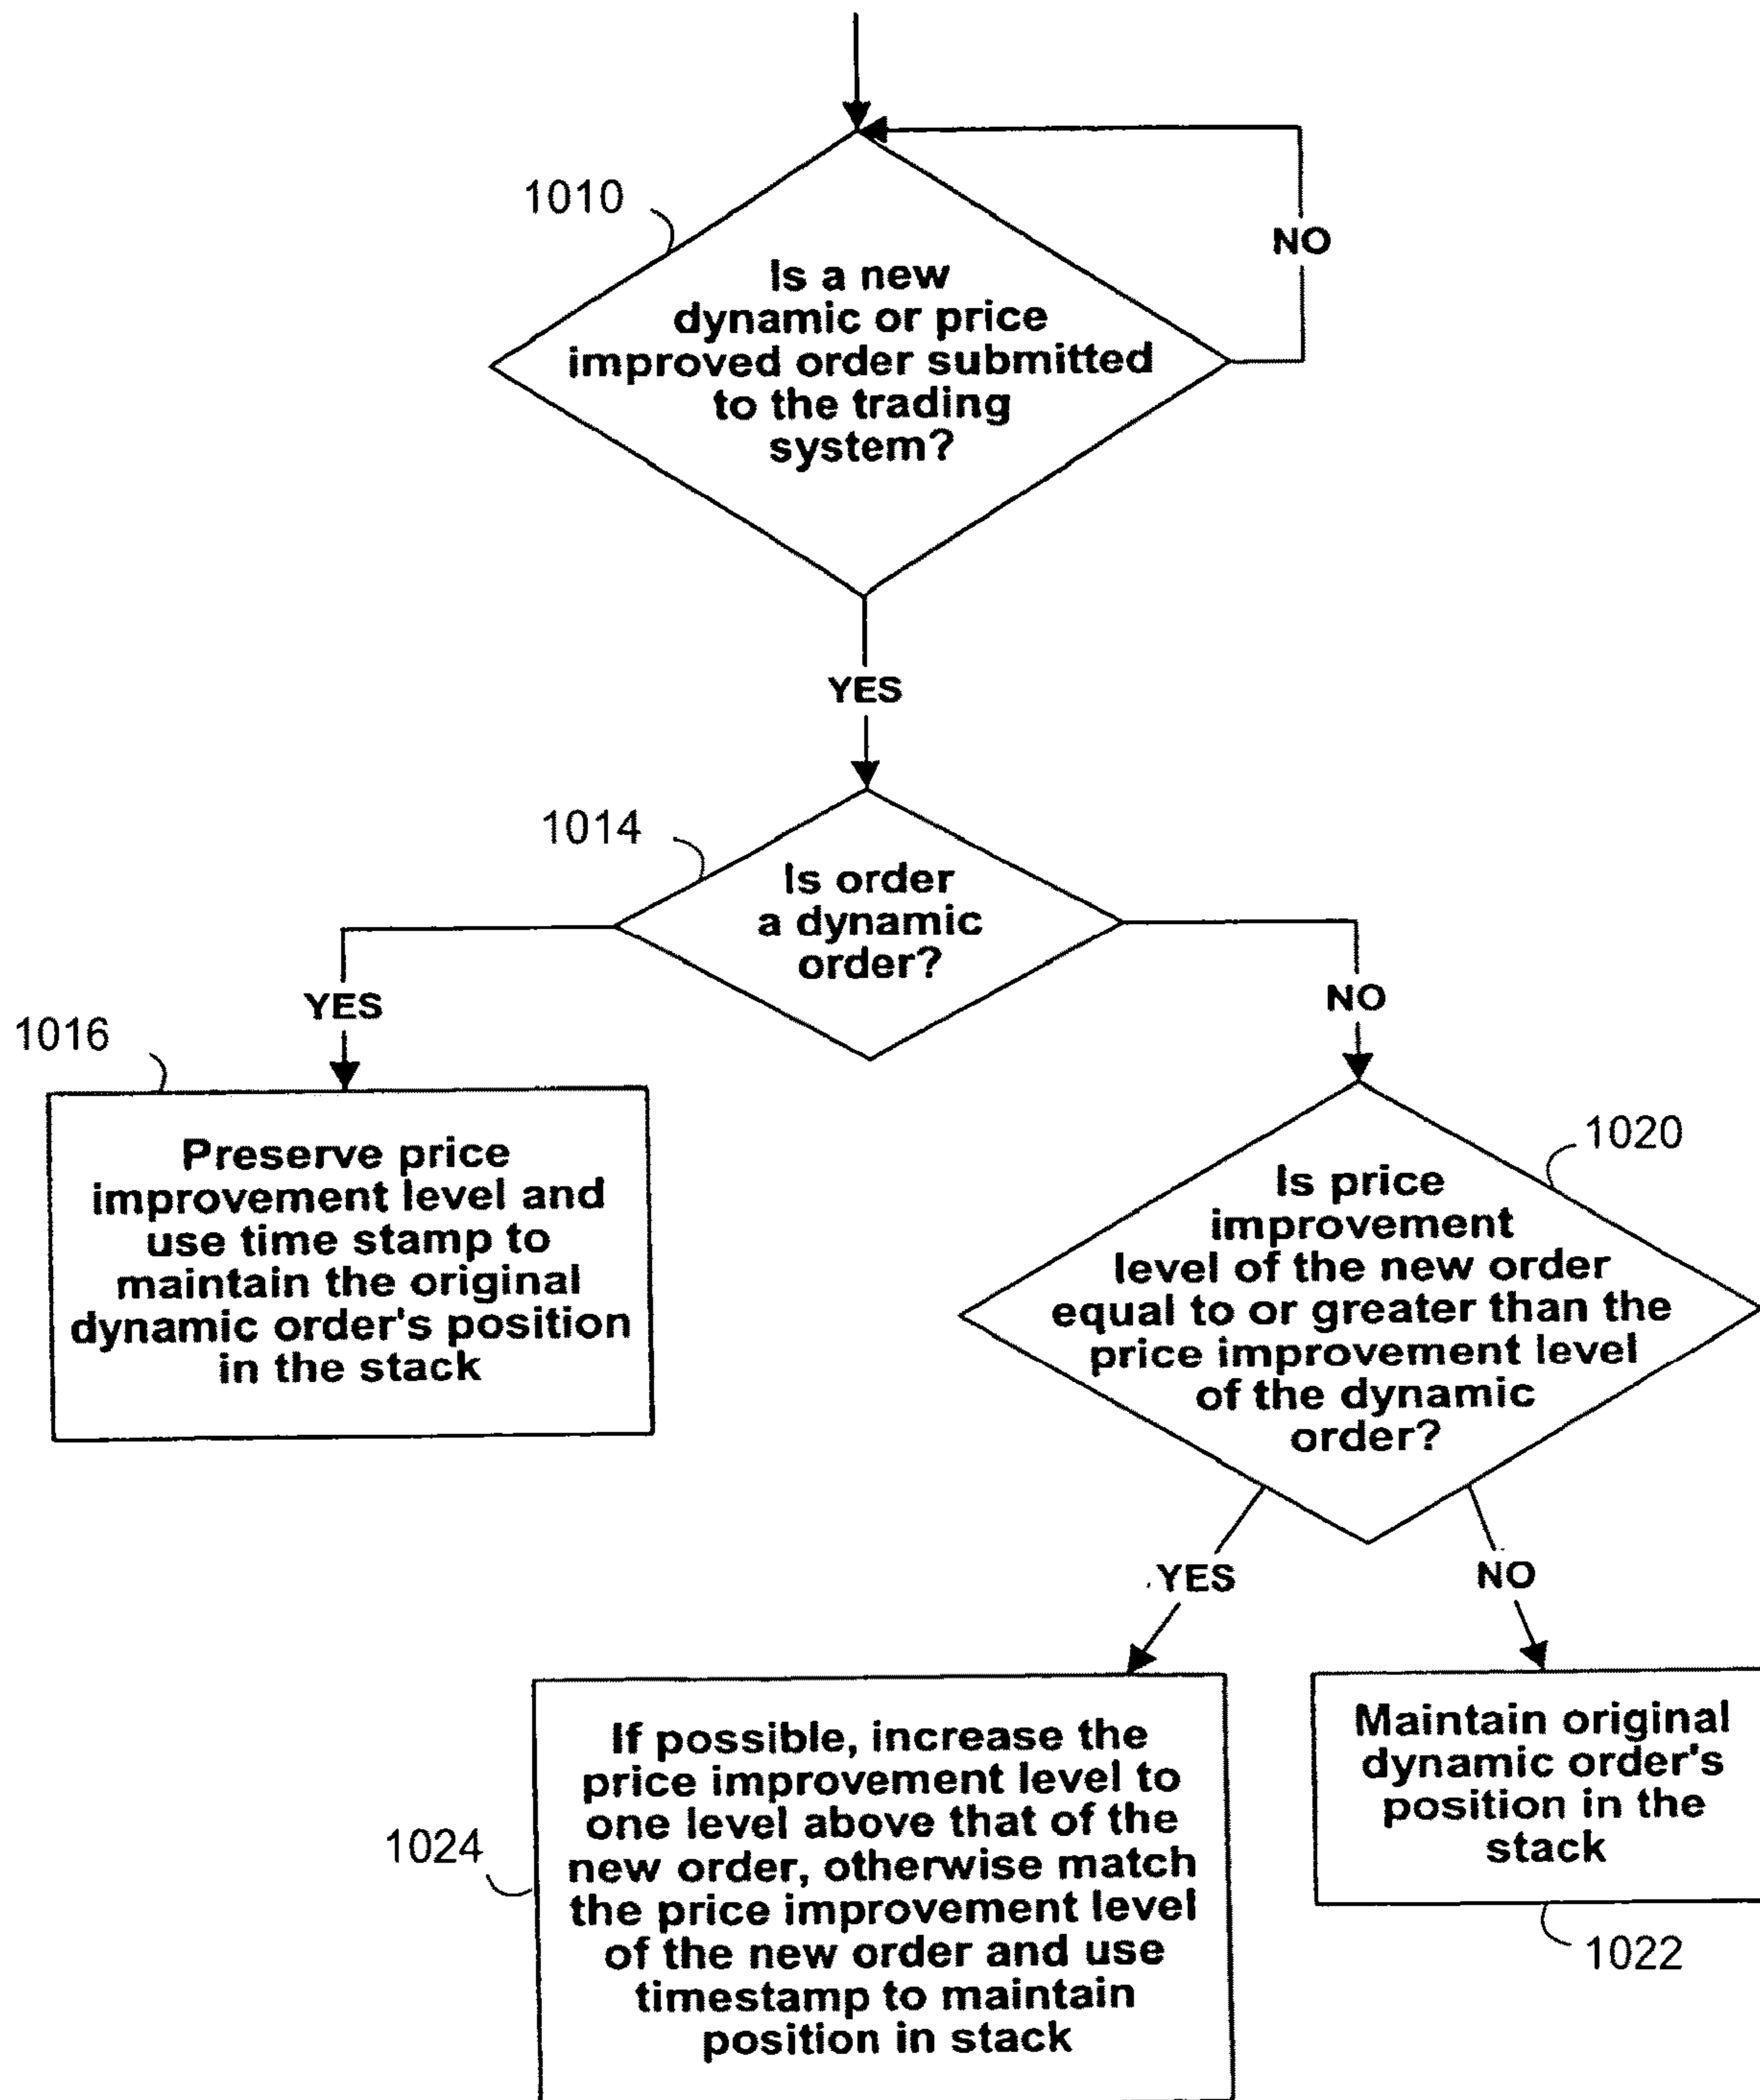 1010
Is a new
dynamic or price
improved order submitted
to the trading
system?
NO
YES
1014
Is order
a dynamic
order?
YES
NO
1016
Preserve price
improvement level and
use time stamp to
maintain the original
dynamic order's position
in the stack
1020
Is price
improvement
level of the new order
equal to or greater than the
price improvement level
of the dynamic
order?
YES
NO
1024
If possible, increase the
price improvement level to
one level above that of the
new order, otherwise match
the price improvement level
of the new order and use
timestamp to maintain
position in stack
Maintain original
dynamic order's
position in the
stack
1022